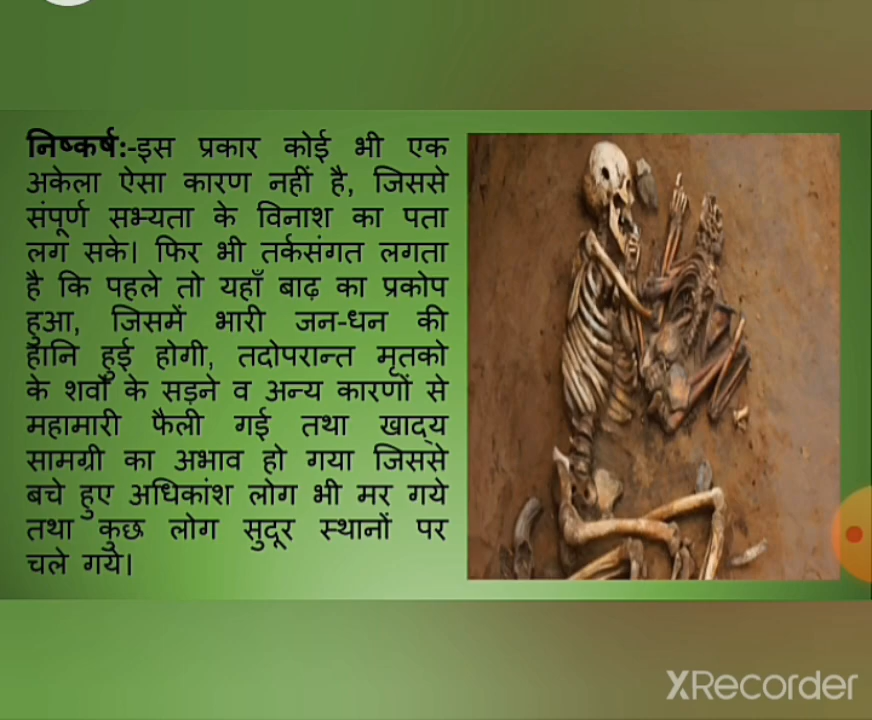 निष्कर्ष:-इस प्रकार कोई भी एक
अकेला ऐसा कारण नहीं है, जिससे
संपूर्ण सभ्यता के विनाश का पता
लग सके। फिर भी तर्कसंगत लगता
है कि पहले तो यहाँ बाढ़ का प्रकोप
हुआ, जिसमें भारी जन-धन की
हानि हुई होगी, तदोपरान्त मृतको
के शवों के सड़ने व अन्य कारणों से
महामारी फैली गई तथा खाद्य
सामग्री का अभाव हो गया जिससे
बचे हुए अधिकांश लोग भी मर गये
तथा कुछ लोग सुदूर स्थानों पर
चले गये।
XRecorder